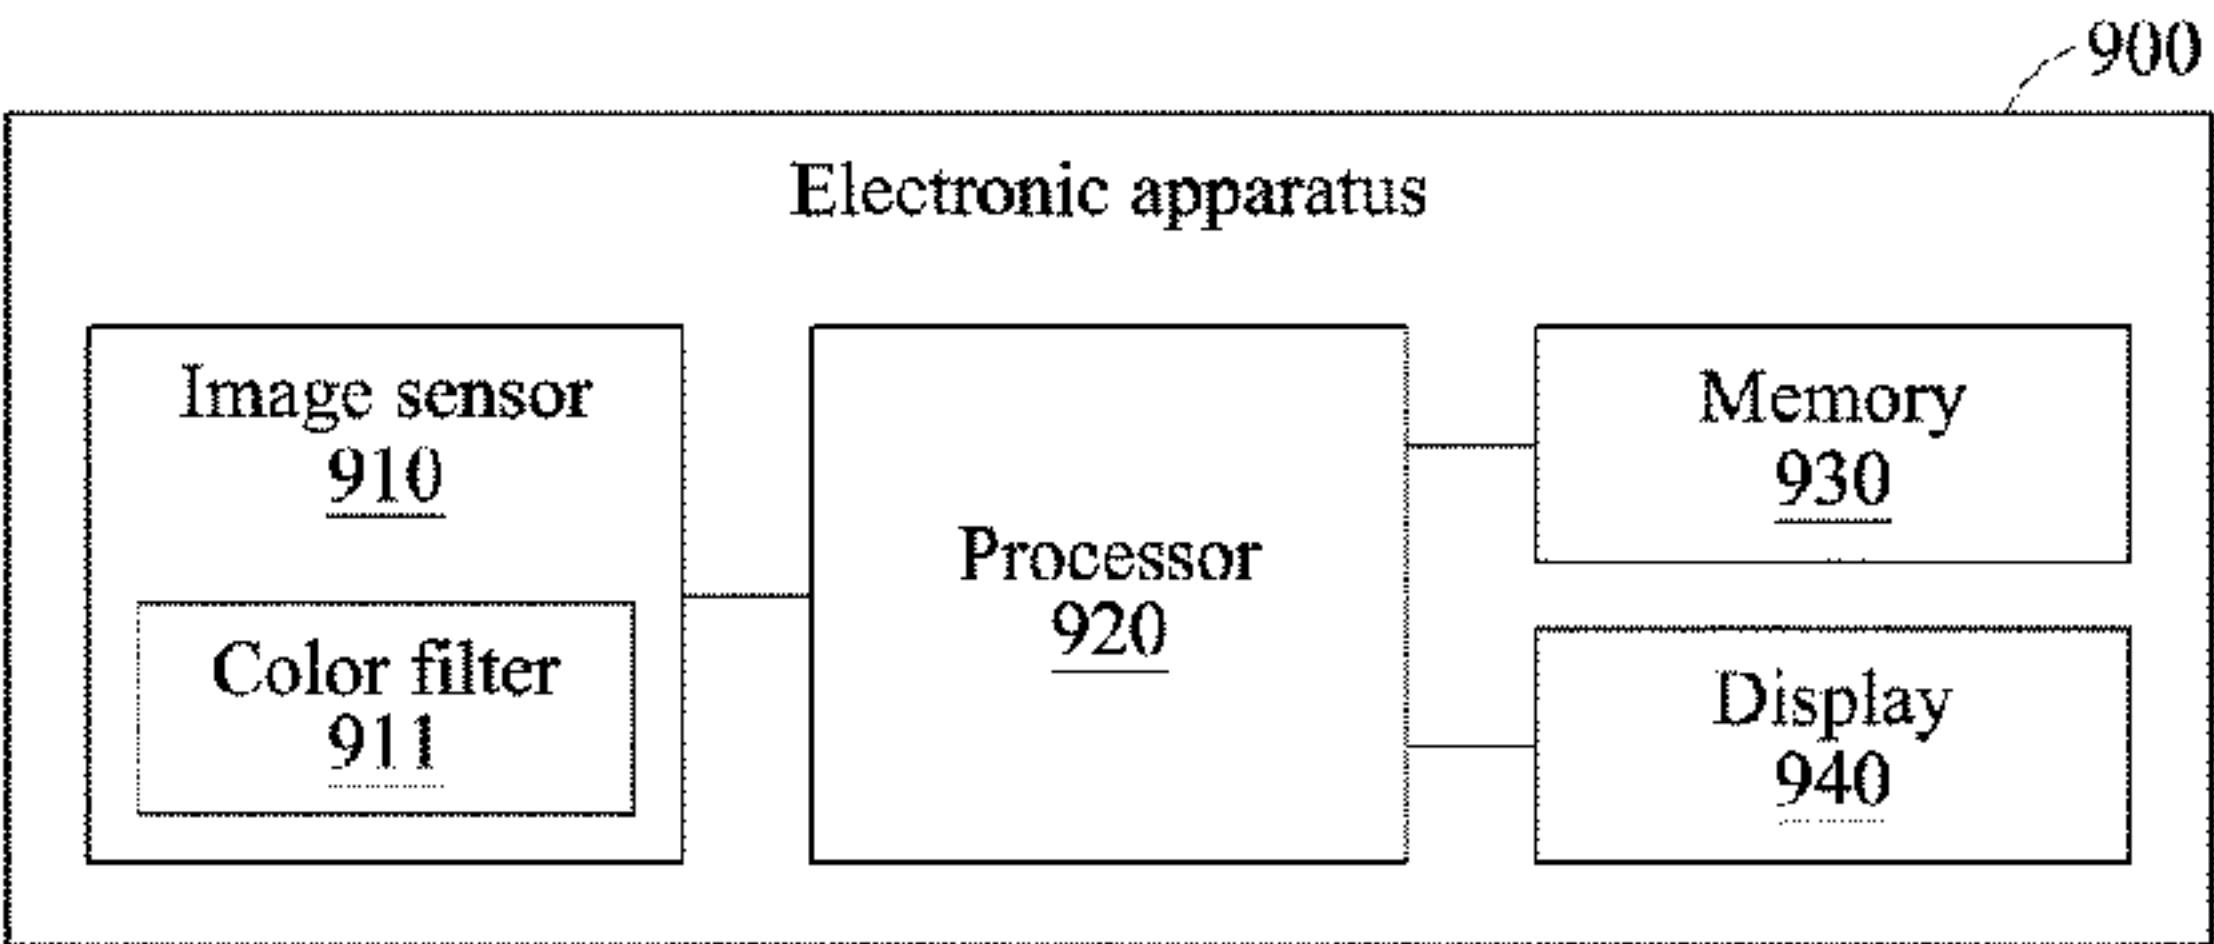 900
Electronic apparatus
Image sensor
910
Color filter
911
Processor
920
Memory
930
Display
940